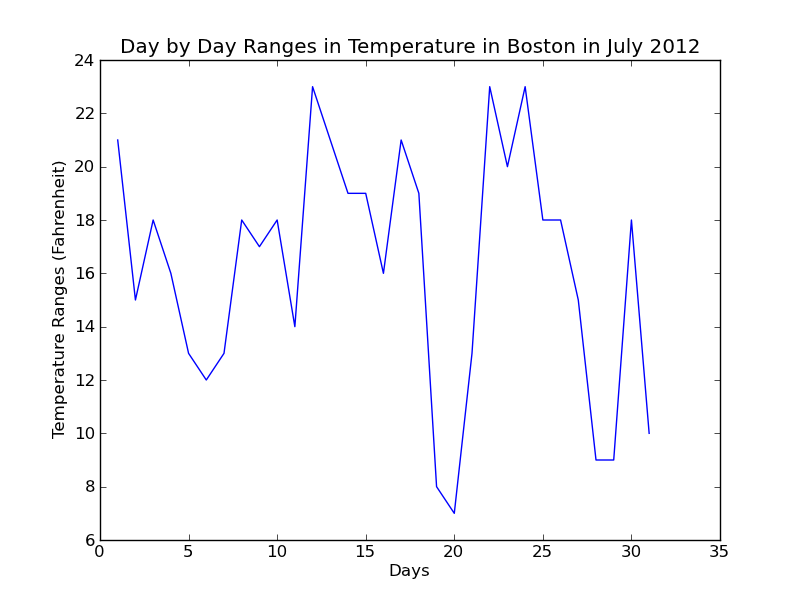 Day by Day Ranges in Temperature in Boston in July 2012
24
22
20
18
16
14
12
10
8
6
Temperature Ranges (Fahrenheit)
0 5 10 15 20 25 30 35
Days